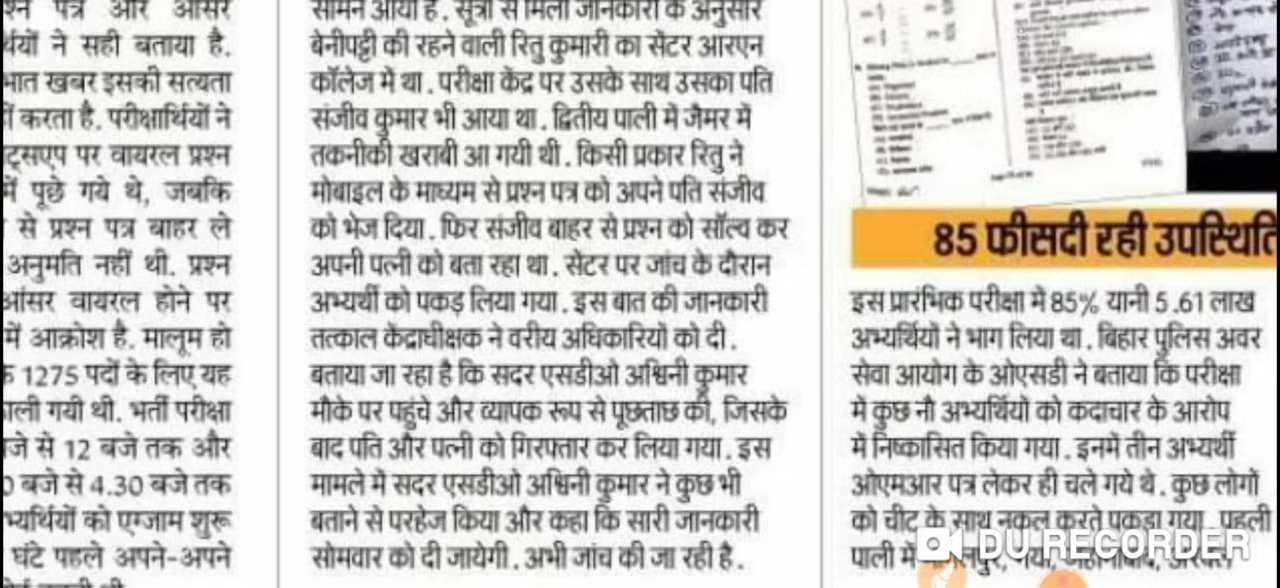 श्न पत्र और आंसर
र्थियों ने सही बताया है.
भात खबर इसकी सत्यता
ीं करता है. परीक्षार्थियों ने
ट्सएप पर वायरल प्रश्न
में पूछे गये थे, जबकि
से प्रश्न पत्र बाहर ले
अनुमति नहीं थी. प्रश्न
आंसर वायरल होने पर
में आक्रोश है. मालूम हो
क 1275 पदों के लिए यह
ाली गयी थी. भर्ती परीक्षा
जे से 12 बजे तक और
0 बजे से 4.30 बजे तक
भ्यर्थियों को एग्जाम शुरू
घंटे पहले अपने-अपने
सामने आया है. सूत्रों से मिली जानकारी के अनुसार
बेनीपट्टी की रहने वाली रितु कुमारी का सेंटर आरएन
कॉलेज में था. परीक्षा केंद्र पर उसके साथ उसका पति
संजीव कुमार भी आया था. द्वितीय पाली में जैमर में
तकनीकी खराबी आ गयी थी. किसी प्रकार रितु ने
मोबाइल के माध्यम से प्रश्न पत्र को अपने पति संजीव
को भेज दिया. फिर संजीव बाहर से प्रश्न को सॉल्व कर
अपनी पत्नी को बता रहा था. सेंटर पर जांच के दौरान
अभ्यर्थी को पकड़ लिया गया. इस बात की जानकारी
तत्काल केंद्राधीक्षक ने वरीय अधिकारियों को दी.
बताया जा रहा है कि सदर एसडीओ अश्विनी कुमार
मौके पर पहुंचे और व्यापक रूप से पूछताछ की, जिसके
बाद पति और पत्नी को गिरफ्तार कर लिया गया. इस
मामले में सदर एसडीओ अश्विनी कुमार ने कुछ भी
बताने से परहेज किया और कहा कि सारी जानकारी
सोमवार को दी जायेगी. अभी जांच की जा रही है.
85 फीसदी रही उपस्थिति
इस प्रारंभिक परीक्षा में 85% यानी 5.61 लाख
अभ्यर्थियों ने भाग लिया था. बिहार पुलिस अवर
सेवा आयोग के ओएसडी ने बताया कि परीक्षा
में कुछ नौ अभ्यर्थियों को कदाचार के आरोप
में निष्कासित किया गया. इनमें तीन अभ्यर्थी
ओएमआर पत्र लेकर ही चले गये थे. कुछ लोगों
को चीट के साथ नकल करते पकड़ा गया. पहली
पाली में
DU RECORDER